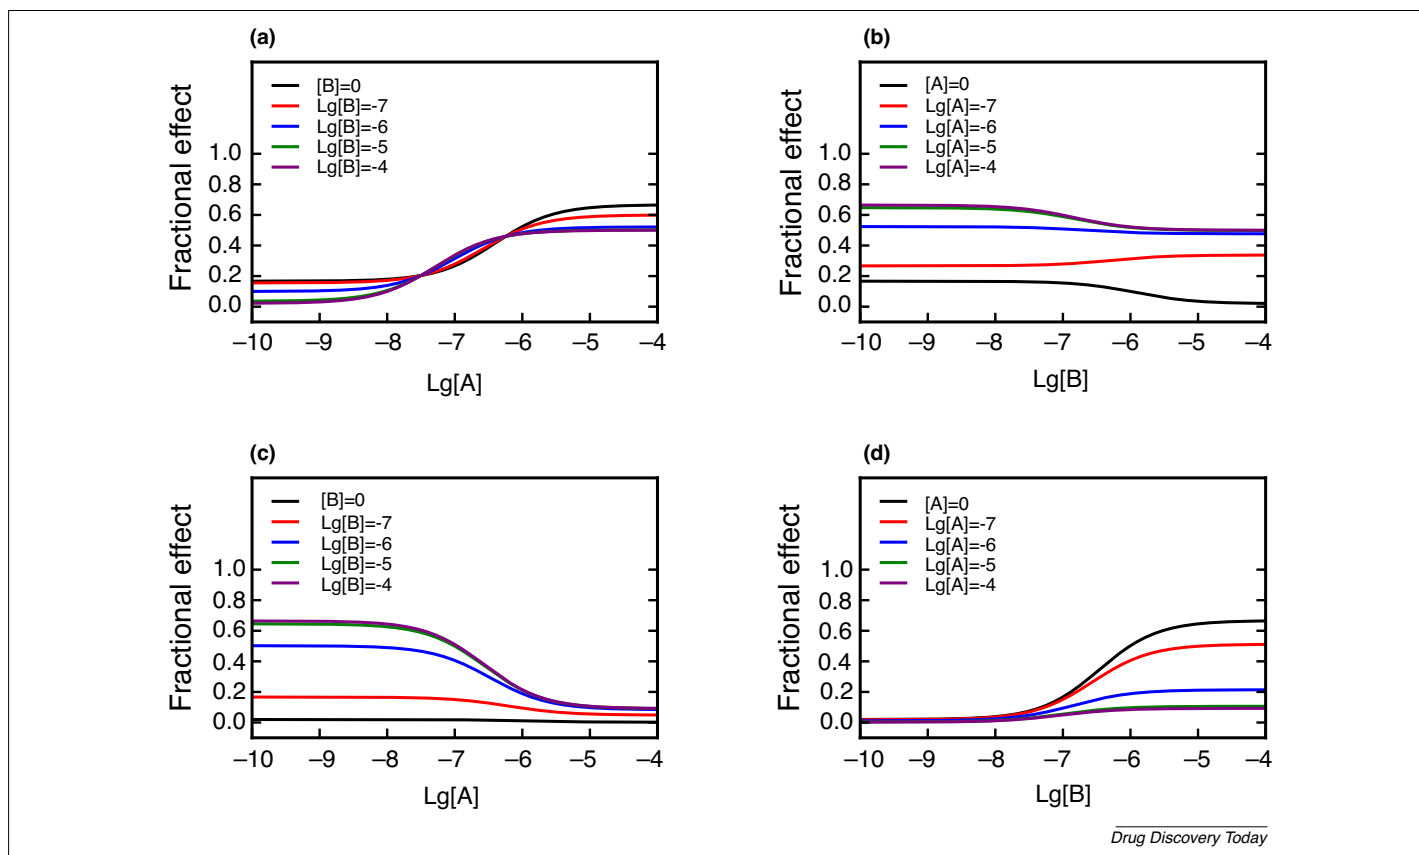 (a)
[B]=0
Lg[B]=-7
Lg[B]=-6
Lg[B]=-5
Lg[B]=-4
Fractional effect
1.0
0.8
0.6
0.4
0.2
0.0
–10 –9 –8 –7 –6 –5 –4
Lg[A]
(b)
[A]=0
Lg[A]=-7
Lg[A]=-6
Lg[A]=-5
Lg[A]=-4
Fractional effect
1.0
0.8
0.6
0.4
0.2
0.0
–10 –9 –8 –7 –6 –5 –4
Lg[B]
(c)
[B]=0
Lg[B]=-7
Lg[B]=-6
Lg[B]=-5
Lg[B]=-4
Fractional effect
1.0
0.8
0.6
0.4
0.2
0.0
–10 –9 –8 –7 –6 –5 –4
Lg[A]
(d)
[A]=0
Lg[A]=-7
Lg[A]=-6
Lg[A]=-5
Lg[A]=-4
Fractional effect
1.0
0.8
0.6
0.4
0.2
0.0
–10 –9 –8 –7 –6 –5 –4
Lg[B]
Drug Discovery Today